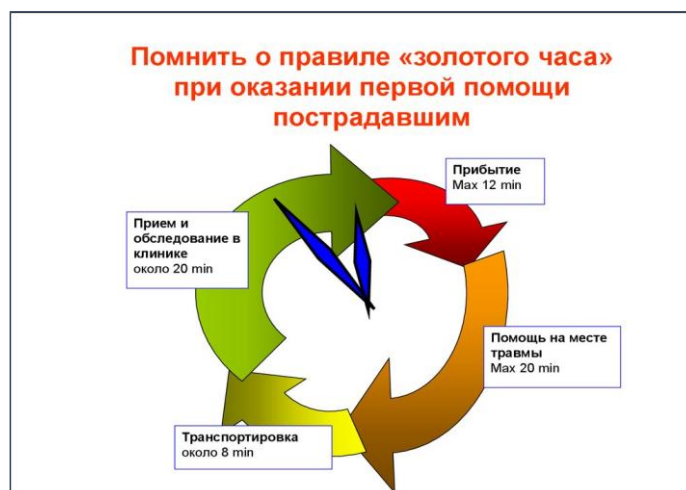 Помнить о правиле «золотого часа»
при оказании первой помощи
пострадавшим
Прибытие
Max 12 min
Помощь на месте
травмы
Max 20 min
Транспортировка
около 8 min
Прием и
обследование в
клинике
около 20 min